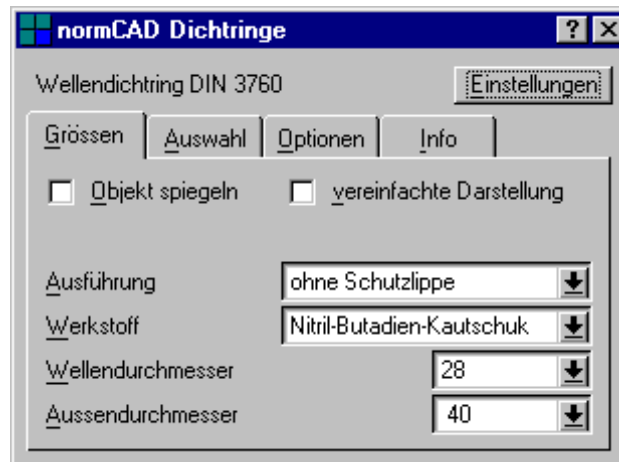 normCAD Dichtringe
Wellendichtring DIN 3760 Einstellungen
Grössen Auswahl Optionen Info
Objekt spiegeln vereinfachte Darstellung
Ausführung ohne Schutzlippe
Werkstoff Nitril-Butadien-Kautschuk
Wellendurchmesser 28
Aussendurchmesser 40